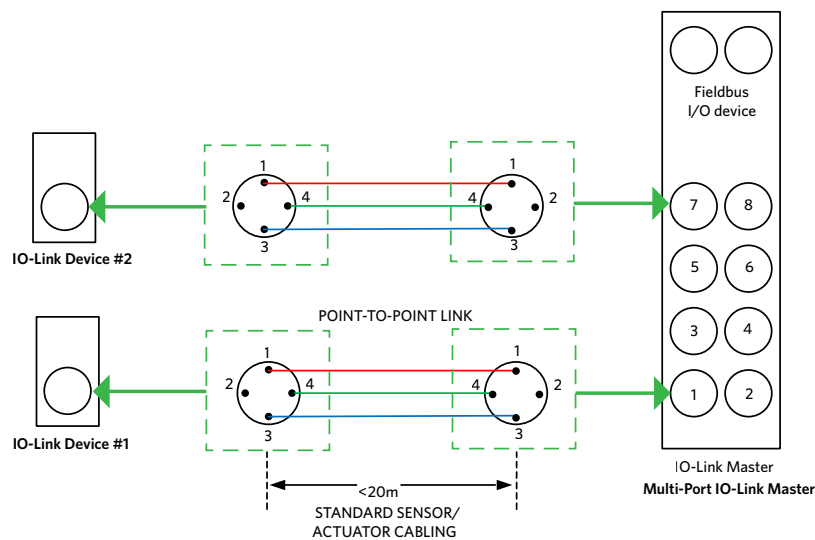 Fieldbus
I/O device
1
1
2
4
4
2
3
3
7
8
IO-Link Device #2
5
6
POINT-TO-POINT LINK
3
4
1
1
2
4
4
2
3
3
1
2
IO-Link Device #1
IO-Link Master
Multi-Port IO-Link Master
<20m
STANDARD SENSOR/
ACTUATOR CABLING